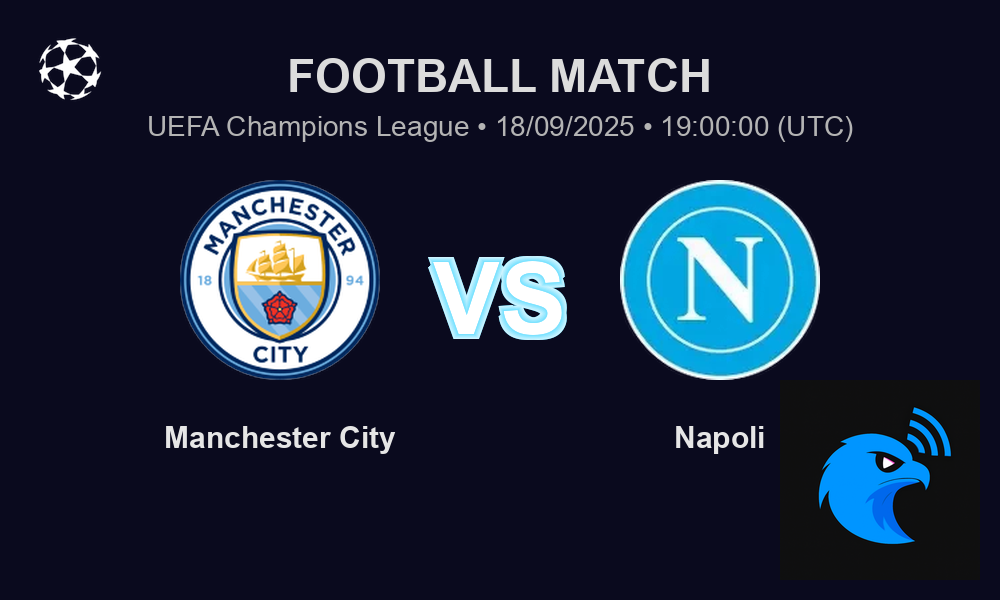 FOOTBALL MATCH
UEFA Champions League • 18/09/2025 • 19:00:00 (UTC)
MANCHESTER
18 94
CITY
VS
N
Manchester City
Napoli